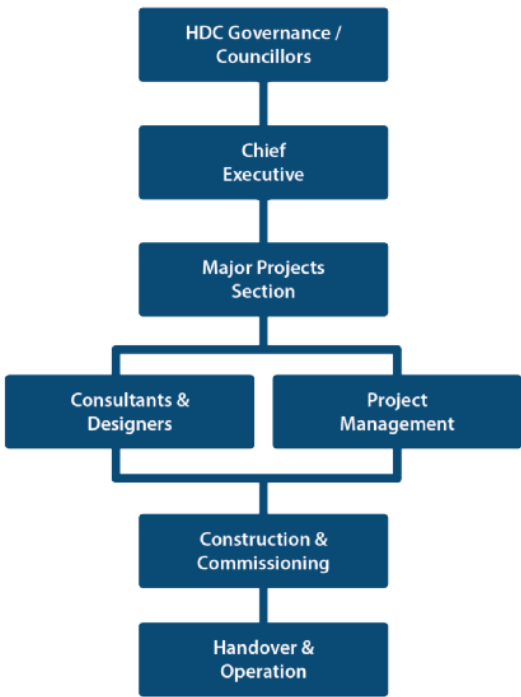 HDC Governance /
Councillors
Chief
Executive
Major Projects
Section
Consultants &
Designers
Project
Management
Construction &
Commissioning
Handover &
Operation